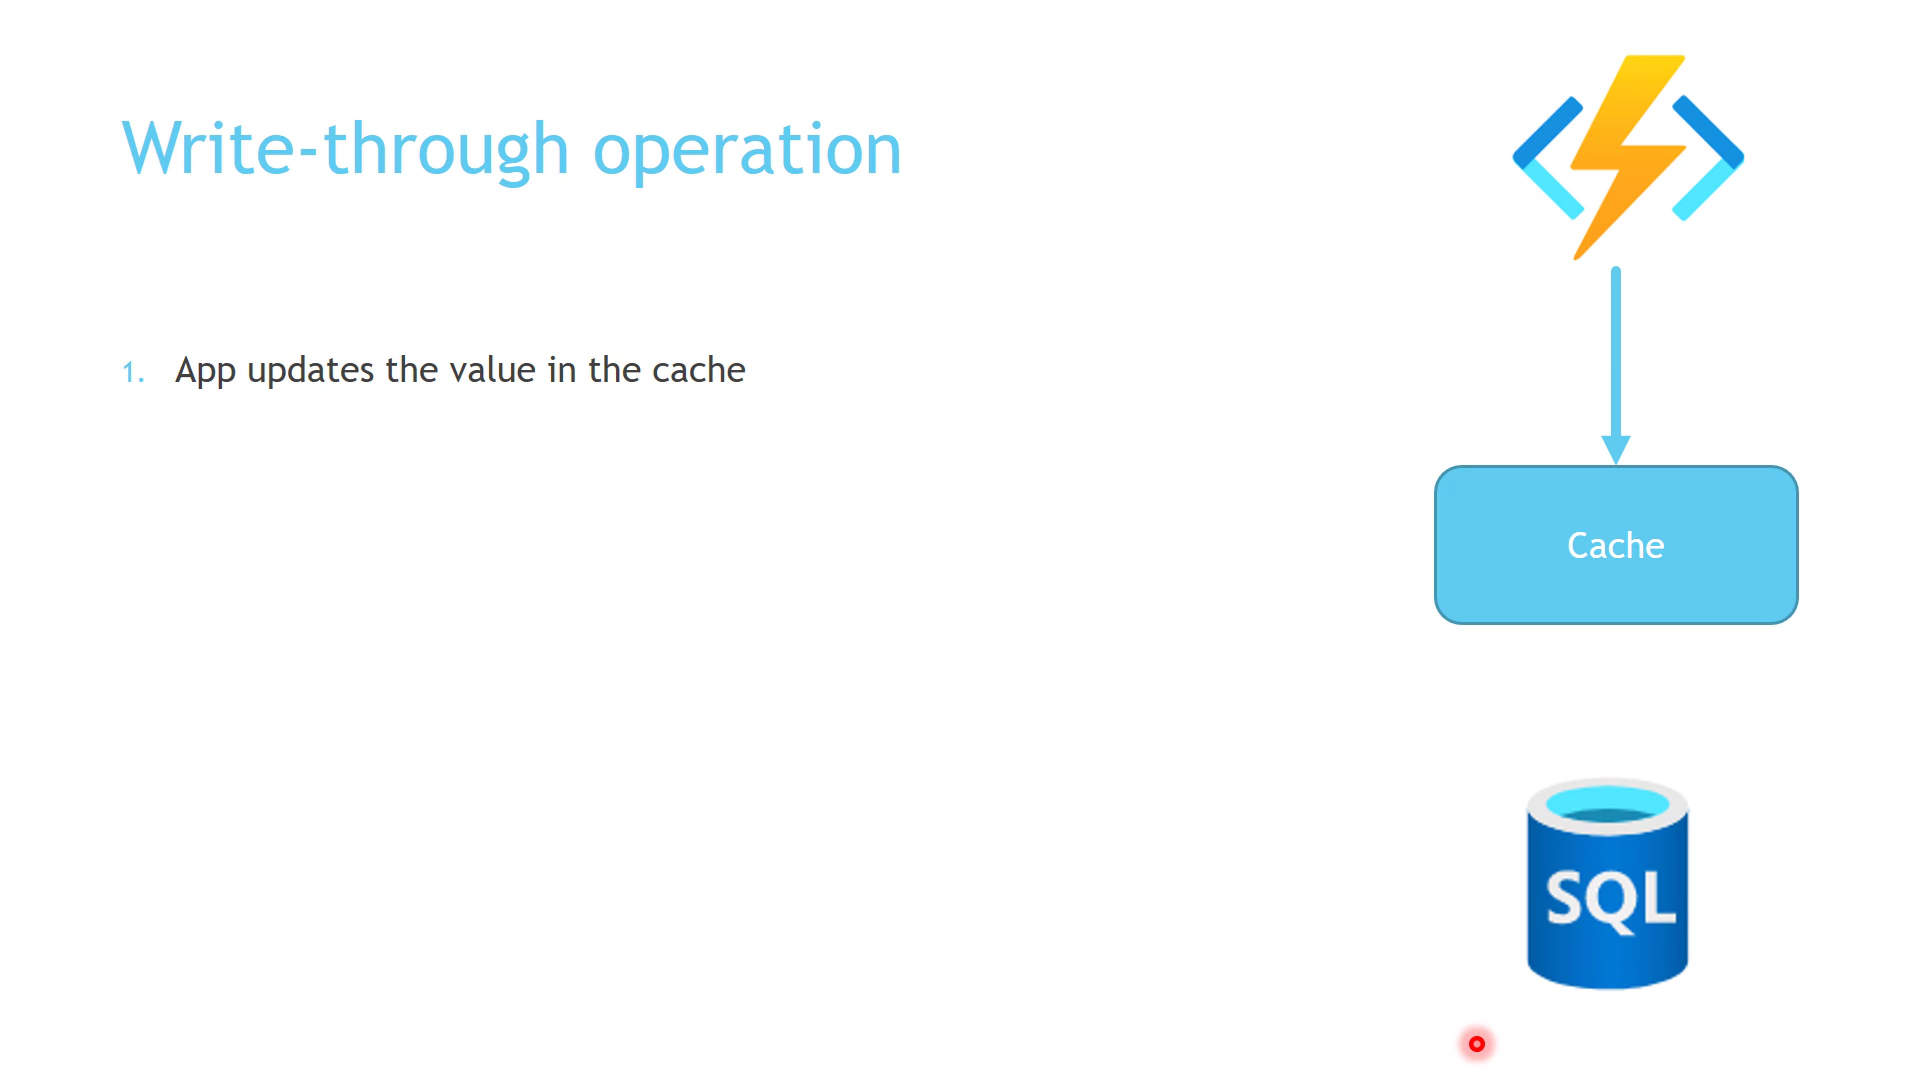 Write-through operation
1. App updates the value in the cache
Cache
SQL